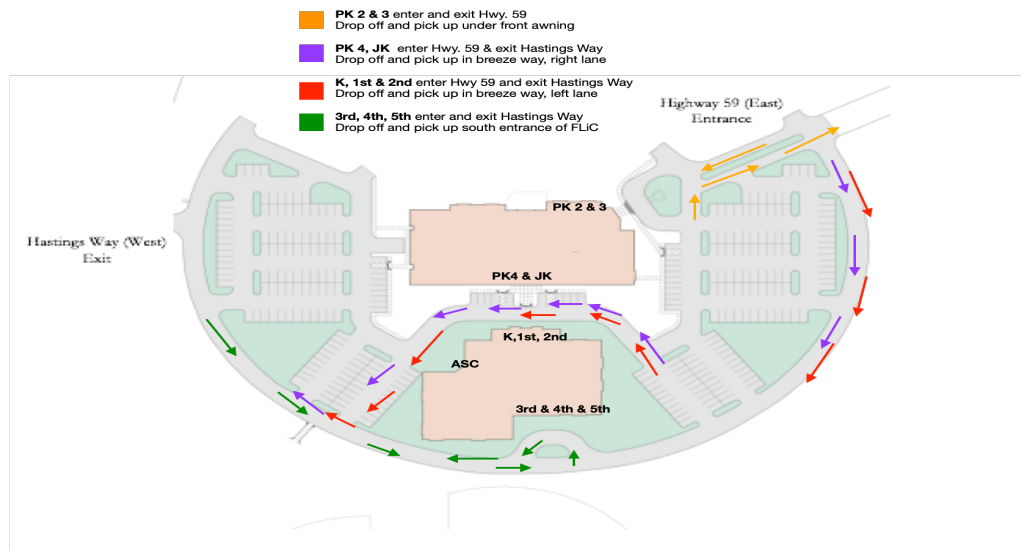 PK 2 & 3 enter and exit Hwy. 59
Drop off and pick up under front awning
PK 4, JK enter Hwy. 59 & exit Hastings Way
Drop off and pick up in breeze way, right lane
K, 1st & 2nd enter Hwy 59 and exit Hastings Way
Drop off and pick up in breeze way, left lane
3rd, 4th, 5th enter and exit Hastings Way
Drop off and pick up south entrance of FLiC
Highway 59 (East)
Entrance
PK 2 & 3
Hastings Way (West)
Exit
PK4 & JK
K,1st, 2nd
ASC
3rd & 4th & 5th